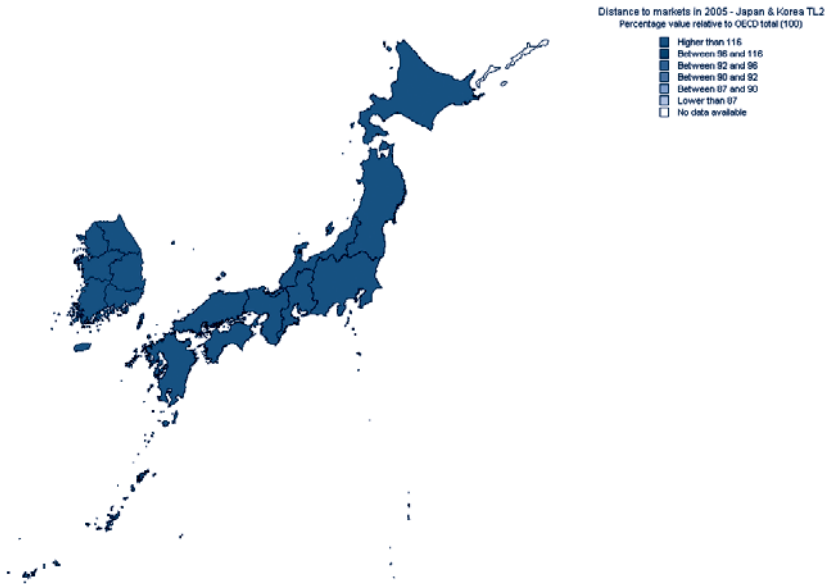 Distance to markets in 2005 - Japan & Korea TL2
Percentage value relative to OECD total (100)
Higher than 116
Between 96 and 116
Between 92 and 96
Between 90 and 92
Between 87 and 90
Lower than 87
No data available